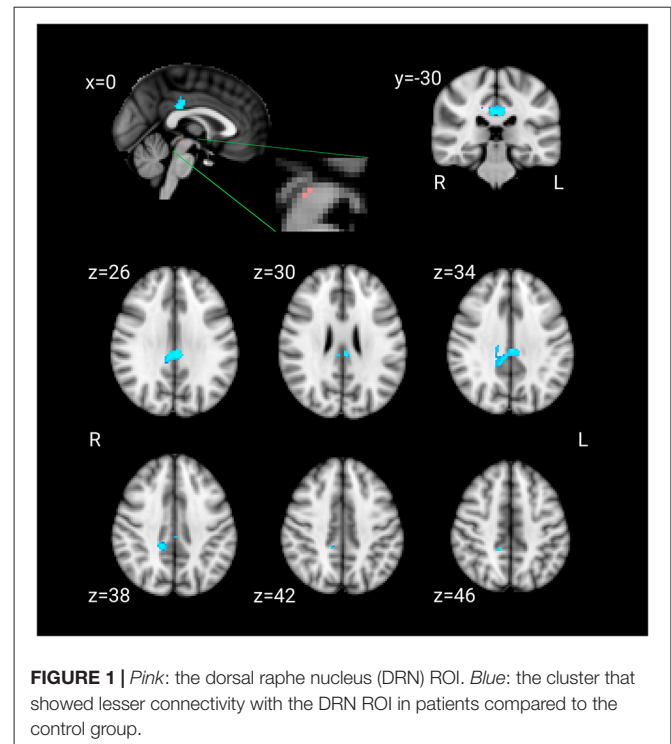 x=0
y=-30
R
L
z=26
z=30
z=34
R
L
z=38
z=42
z=46
FIGURE 1 | Pink: the dorsal raphe nucleus (DRN) ROI. Blue: the cluster that
showed lesser connectivity with the DRN ROI in patients compared to the
control group.